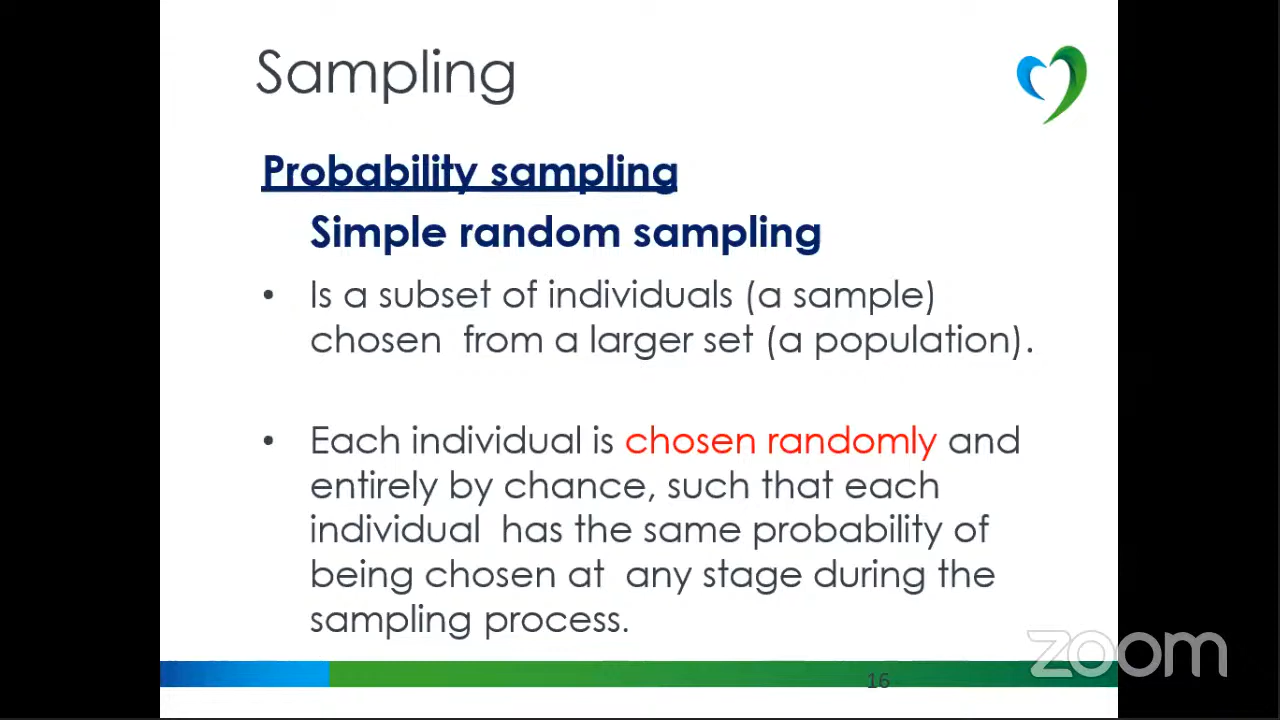 Sampling
Probability sampling
Simple random sampling
• Is a subset of individuals (a sample)
chosen from a larger set (a population).
• Each individual is chosen randomly and
entirely by chance, such that each
individual has the same probability of
being chosen at any stage during the
sampling process.
16
zoom